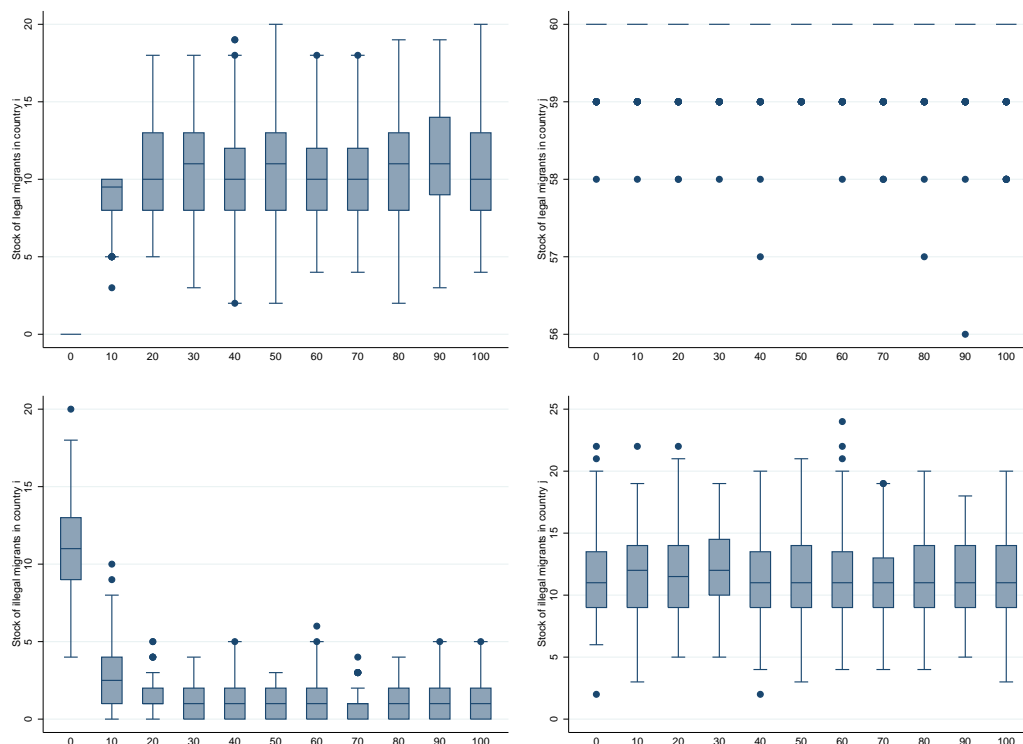 Stock of legal migrants in country i
0 5 10 15 20
0 10 20 30 40 50 60 70 80 90 100
Stock of legal migrants in country j
56 57 58 59 60
0 10 20 30 40 50 60 70 80 90 100
Stock of illegal migrants in country i
0 5 10 15 20
0 10 20 30 40 50 60 70 80 90 100
Stock of illegal migrants in country j
0 5 10 15 20 25
0 10 20 30 40 50 60 70 80 90 100